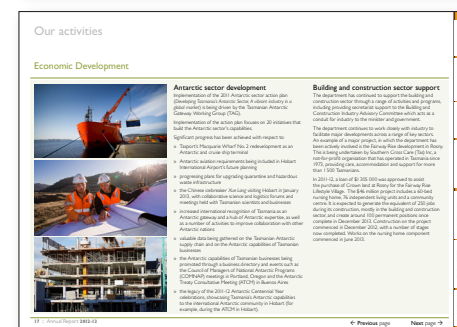 Our activities
Economic Development
Antarctic sector development
Implementation of the 2011 Antarctic sector action plan
(Developing Tasmania's Antarctic Sector: A vibrant industry in a
global market) is being driven by the Tasmanian Antarctic
Gateway Working Group (TAG).
Implementation of the action plan focuses on 20 initiatives that
build the Antarctic sector's capabilities.
Significant progress has been achieved with respect to:
» Tasport's Macquarie Wharf No. 2 redevelopment as an
Antarctic and cruise ship terminal
» Antarctic aviation requirements being included in Hobart
International Airport's future planning
» progressing plans for upgrading quarantine and hazardous
waste infrastructure
» the Chinese icebreaker Xue Long visiting Hobart in January
2013, with collaborative science and logistic forums and
meetings held with Tasmanian scientists and businesses
» increased international recognition of Tasmania as an
Antarctic gateway and a hub of Antarctic expertise, as well
as a number of activities to improve collaboration with other
Antarctic nations
» valuable data being gathered on the Tasmanian Antarctic
supply chain and on the Antarctic capabilities of Tasmanian
businesses
» the Antarctic capabilities of Tasmanian businesses being
promoted through a business directory and events such as
the Council of Managers of National Antarctic Programs
(COMNAP) meetings in Portland, Oregon and the Antarctic
Treaty Consultative Meeting (ATCM) in Buenos Aires
» the legacy of the 2011-12 Antarctic Centennial Year
celebrations, showcasing Tasmania's Antarctic capabilities
to the international Antarctic community in Hobart (for
example, during the ATCM in Hobart).
Building and construction sector support
The department has continued to support the building and
construction sector through a range of activities and programs,
including providing secretariat support to the Building and
Construction Industry Advisory Committee which acts as a
conduit for industry to the minister and government.
The department continues to work closely with industry to
facilitate major developments across a range of key sectors.
An example of a major project, in which the department has
been actively involved is the Fairway Rise development in Rosny.
This is being undertaken by Southern Cross Care (Tas) Inc, a
not-for-profit organisation that has operated in Tasmania since
1975, providing care, accommodation and support for more
than 1 500 Tasmanians.
In 2011-12, a loan of $1 315 000 was approved to assist
the purchase of Crown land at Rosny for the Fairway Rise
Lifestyle Village. The $46 million project includes a 60-bed
nursing home, 76 independent living units and a community
centre. It is expected to generate the equivalent of 250 jobs
during its construction, mostly in the building and construction
sector, and create around 100 permanent positions once
complete in December 2013. Construction on the project
commenced in December 2012, with a number of stages
now completed. Works on the nursing home component
commenced in June 2013.
17 | Annual Report 2012-13
← Previous page Next page →